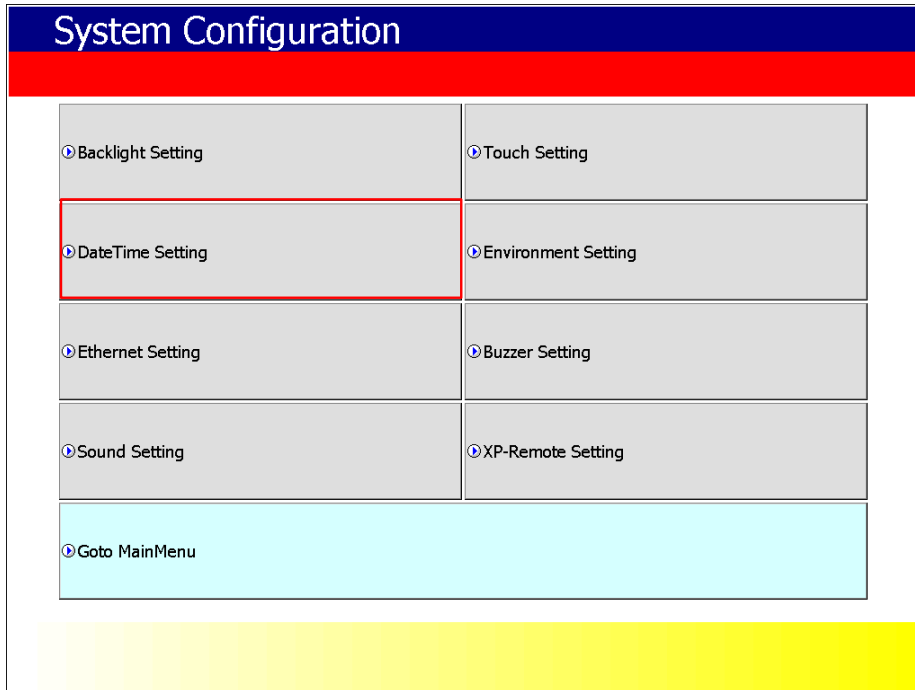 System Configuration
Backlight Setting
Touch Setting
DateTime Setting
Environment Setting
Ethernet Setting
Buzzer Setting
Sound Setting
XP-Remote Setting
Goto MainMenu